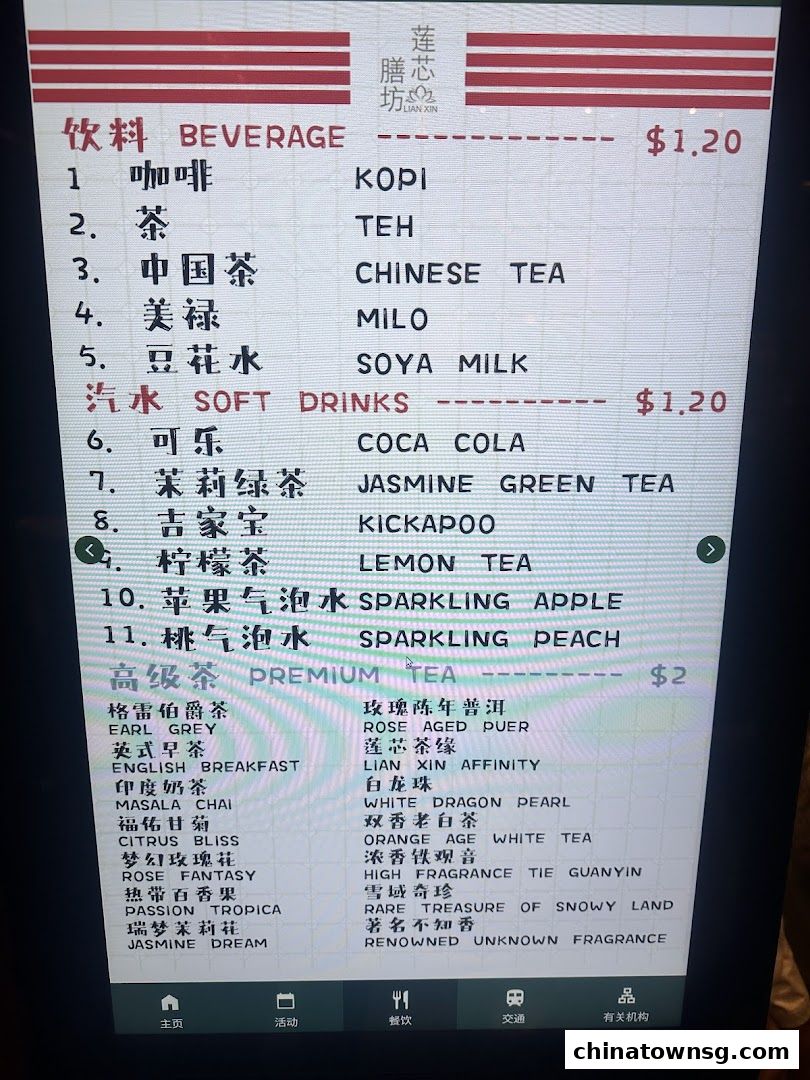 莲芯
膳坊
LIAN XIN
饮料 BEVERAGE ------------- $1.20
1 咖啡 KOPI
2. 茶 TEH
3. 中国茶 CHINESE TEA
4. 美禄 MILO
5. 豆花水 SOYA MILK
汽水 SOFT DRINKS ---------- $1.20
6. 可乐 COCA COLA
7. 茉莉绿茶 JASMINE GREEN TEA
8. 吉家宝 KICKAPOO
9. 柠檬茶 LEMON TEA
10. 苹果气泡水 SPARKLING APPLE
11. 桃气泡水 SPARKLING PEACH
高级茶 PREMIUM TEA --------- $2
格雷伯爵茶 玫瑰陈年普洱
EARL GREY ROSE AGED PUER
英式早茶 莲芯茶缘
ENGLISH BREAKFAST LIAN XIN AFFINITY
印度奶茶 白龙珠
MASALA CHAI WHITE DRAGON PEARL
福佑甘菊 双香老白茶
CITRUS BLISS ORANGE AGE WHITE TEA
梦幻玫瑰花 浓香铁观音
ROSE FANTASY HIGH FRAGRANCE TIE GUANYIN
热带百香果 雪域奇珍
PASSION TROPICA RARE TREASURE OF SNOWY LAND
瑞梦茉莉花 著名不知香
JASMINE DREAM RENOWNED UNKNOWN FRAGRANCE
主页 活动 餐饮 交通 有关机构
chinatownsg.com